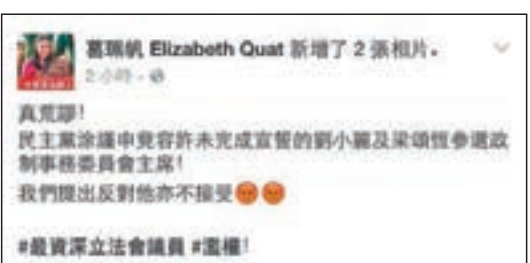 葛珮帆 Elizabeth Quat 新增了 2 張相片。
2 小時
真荒謬!
民主黨涂謹申竟容許未完成宣誓的劉小麗及梁頌恆參選政
制事務委員會主席!
我們提出反對他亦不接受
#最資深立法會議員 #濫權!